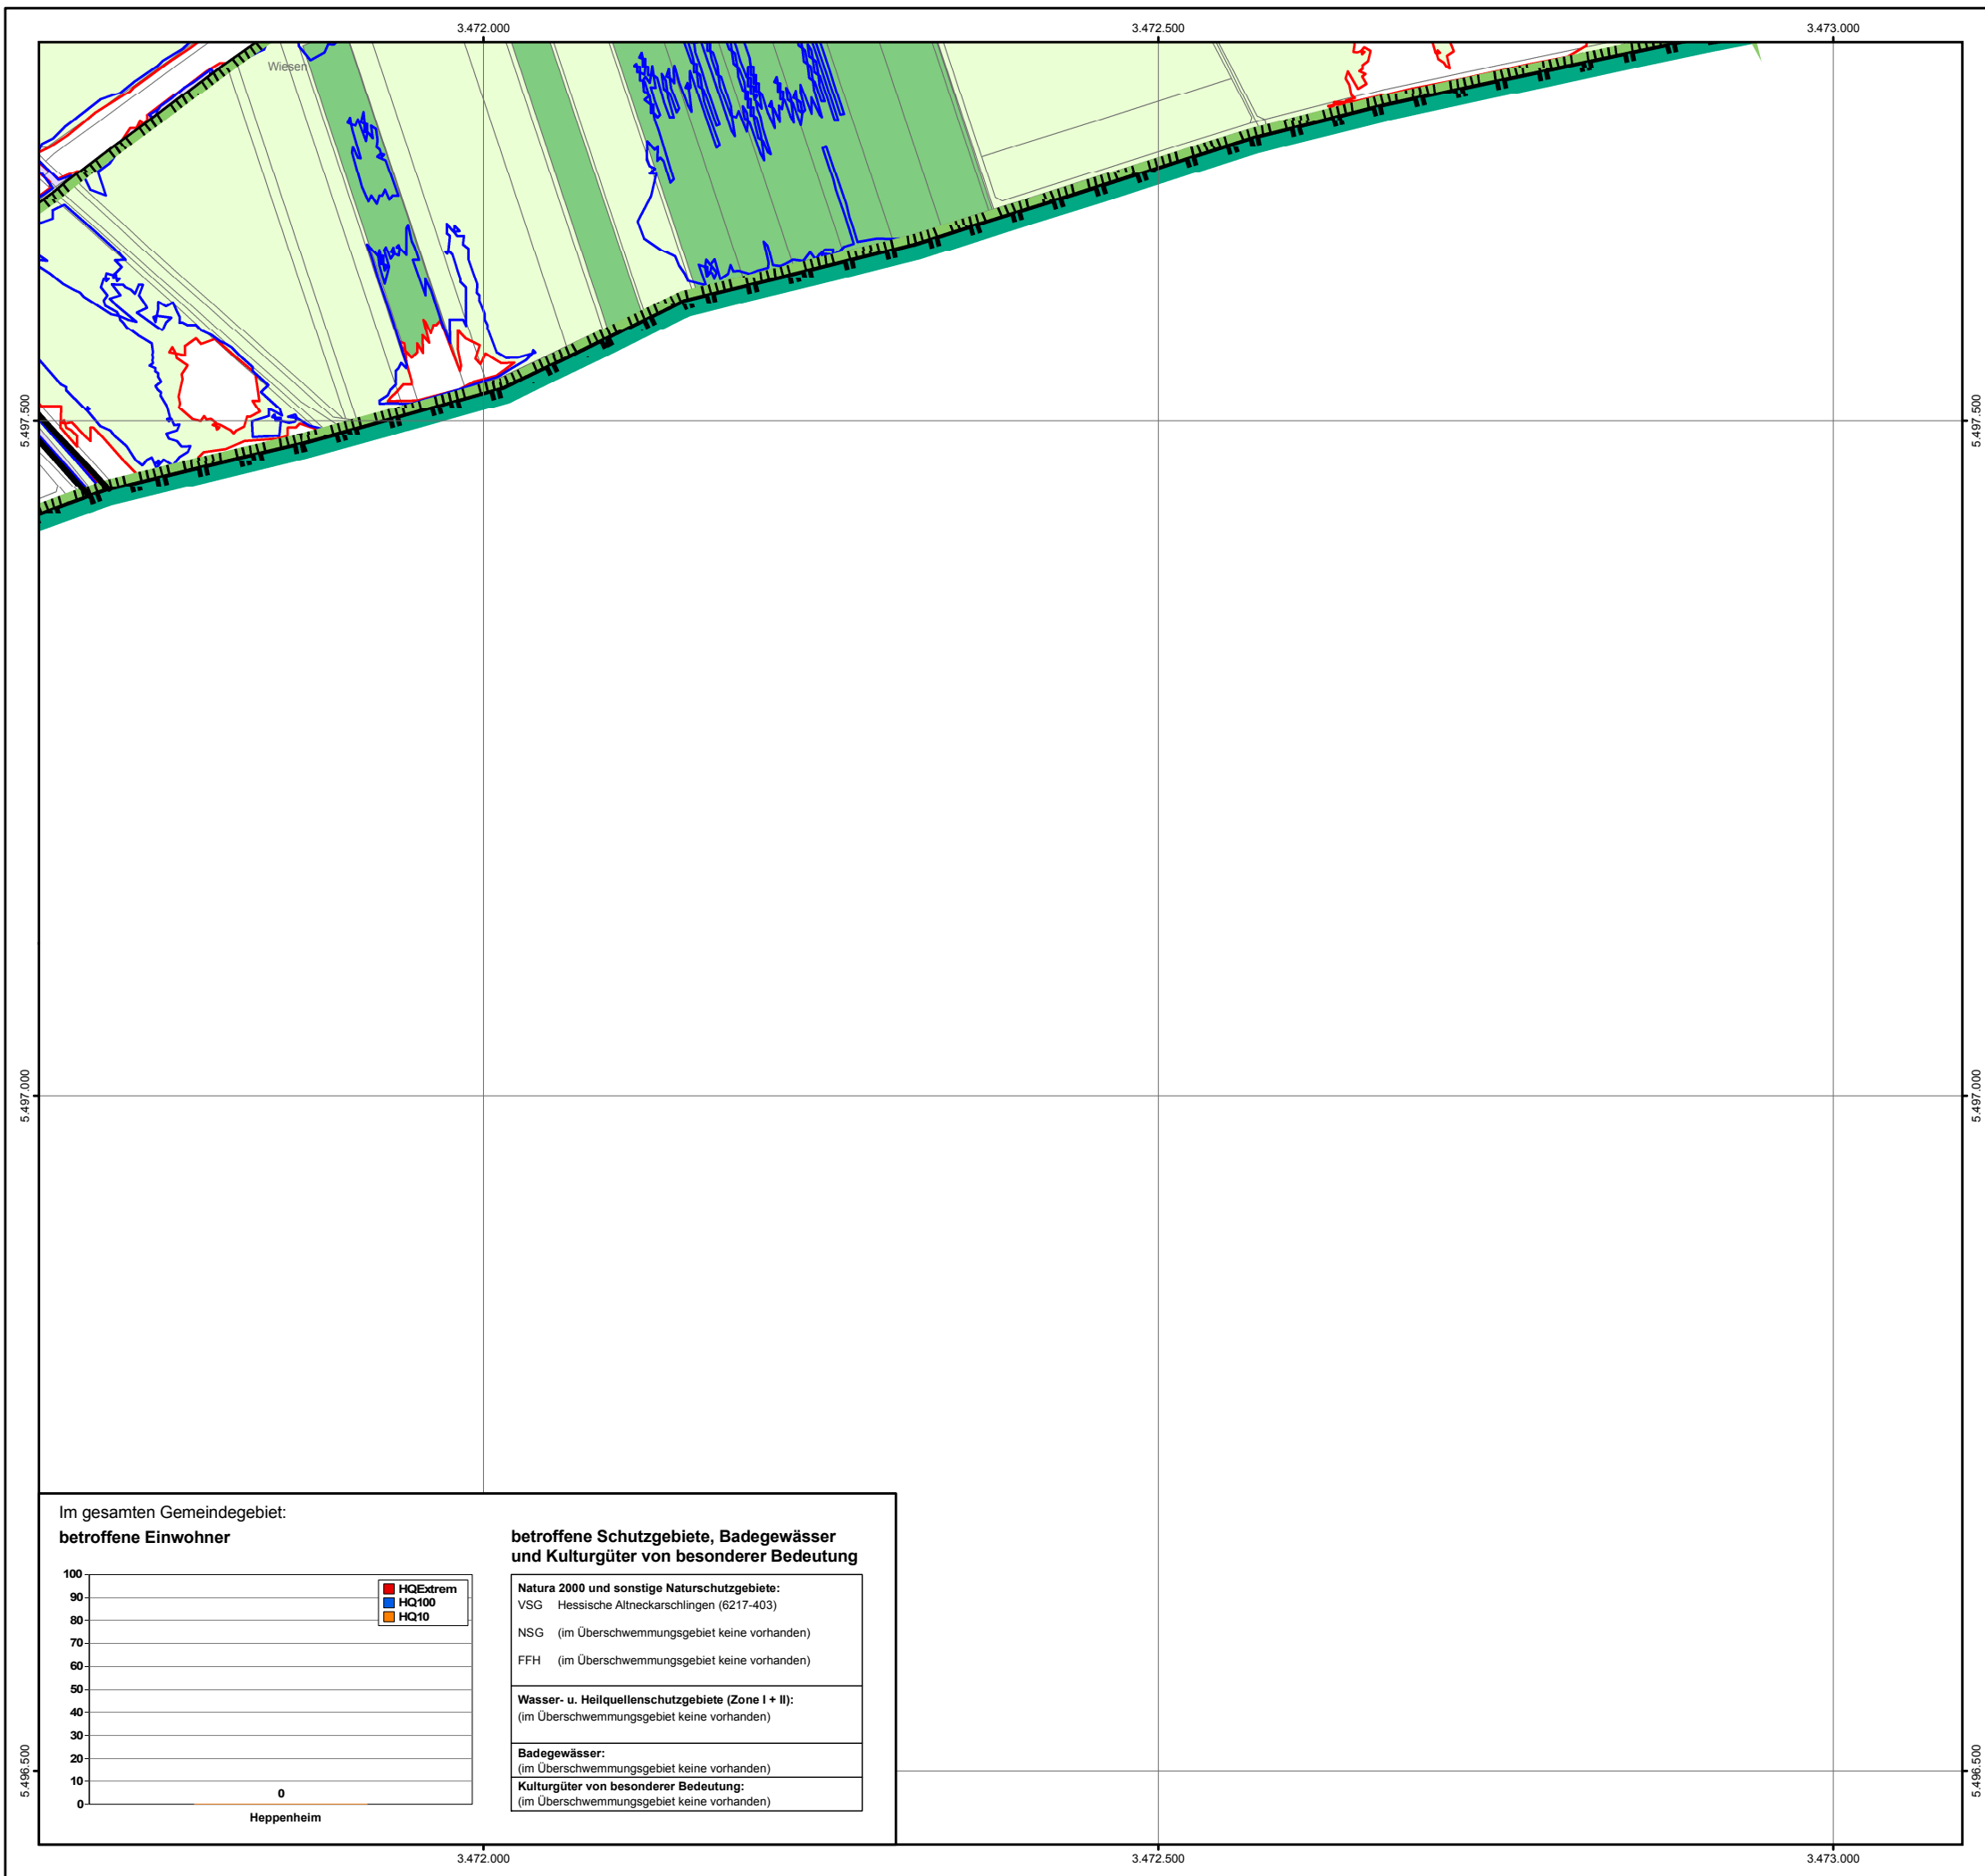 3.472.000 3.472.500 3.473.000
Wiesen
5.497.500 5.497.500
5.497.000 5.497.000
5.496.500 5.496.500
Im gesamten Gemeindegebiet:
betroffene Einwohner
100
90
80
70
60
50
40
30
20
10
0
HQExtrem
HQ100
HQ10
0
Heppenheim
betroffene Schutzgebiete, Badegewässer
und Kulturgüter von besonderer Bedeutung
Natura 2000 und sonstige Naturschutzgebiete:
VSG Hessische Altneckarschlingen (6217-403)
NSG (im Überschwemmungsgebiet keine vorhanden)
FFH (im Überschwemmungsgebiet keine vorhanden)
Wasser- u. Heilquellenschutzgebiete (Zone I + II):
(im Überschwemmungsgebiet keine vorhanden)
Badegewässer:
(im Überschwemmungsgebiet keine vorhanden)
Kulturgüter von besonderer Bedeutung:
(im Überschwemmungsgebiet keine vorhanden)
3.472.000 3.472.500 3.473.000